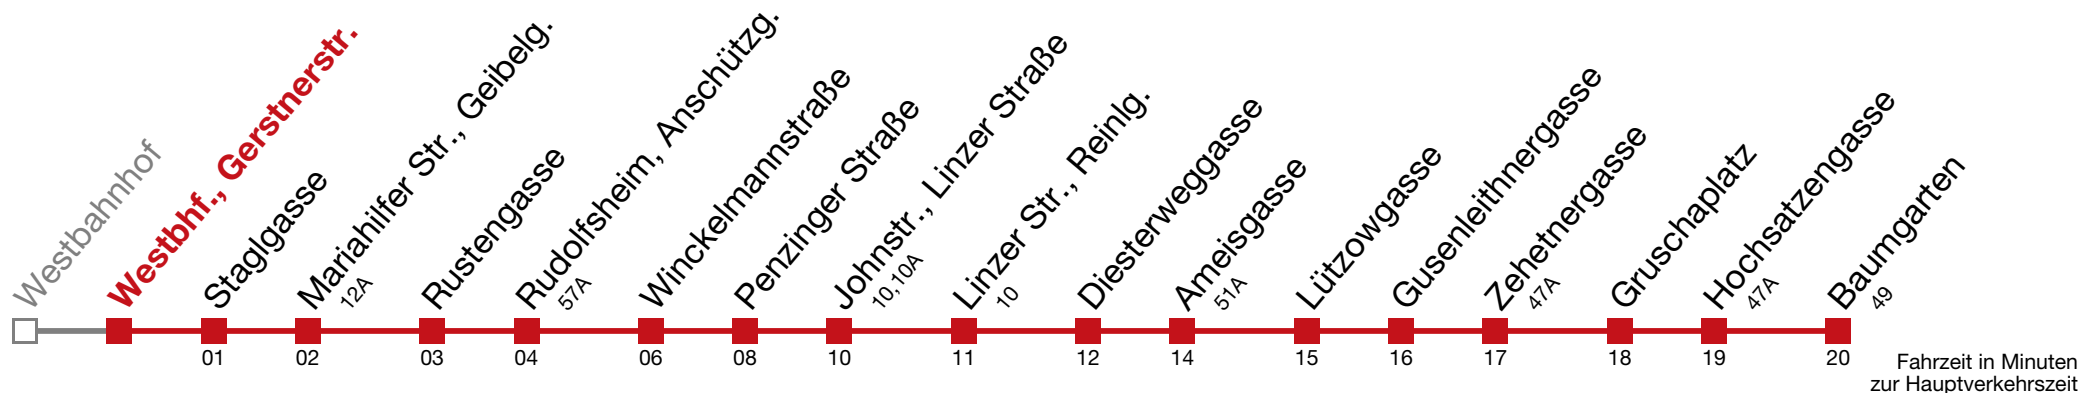 Westbahnhof
Westbhf., Gerstnerstr.
Staglgasse
Mariahilfer Str., Geibelg.
12A
Rustengasse
Rudolfsheim, Anschützg.
57A
Winckelmannstraße
Penzinger Straße
Johnstr., Linzer Straße
10, 10A
Linzer Str., Reinlg.
10
Diesterweggasse
Ameisgasse
51A
Lützowgasse
Gusenleithnergasse
Zehetnergasse
47A
Gruschaplatz
Hochsatzengasse
47A
Baumgarten
49
01 02 03 04 06 08 10 11 12 14 15 16 17 18 19 20
Fahrzeit in Minuten
zur Hauptverkehrszeit